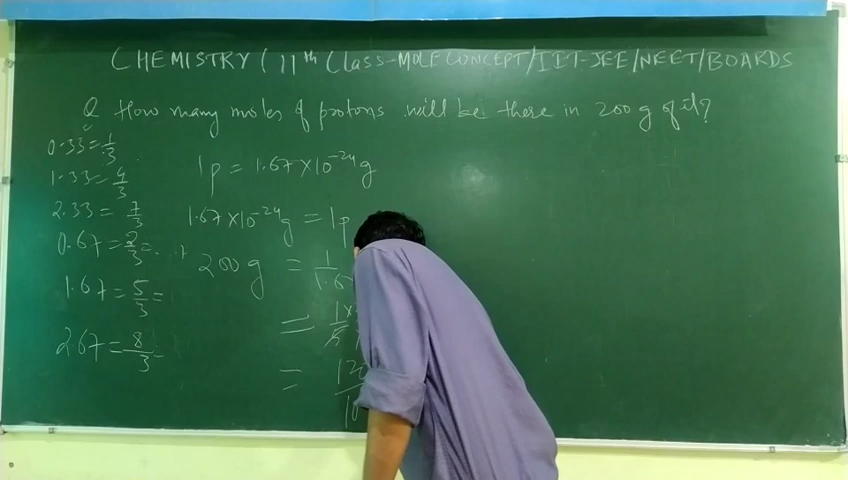 CHEMISTRY ( 11th Class-MOLE CONCEPT/IIT-JEE/NEET/BOARDS
Q How many moles of protons will be there in 200 g of it?
0.33 = 1/3
1.33 = 4/3
2.33 = 7/3
0.67 = 2/3 =
1.67 = 5/3 =
2.67 = 8/3
1p = 1.67 × 10^-24 g
1.67 × 10^-24 g = 1p
200 g = 1/1.6
= 1×
=